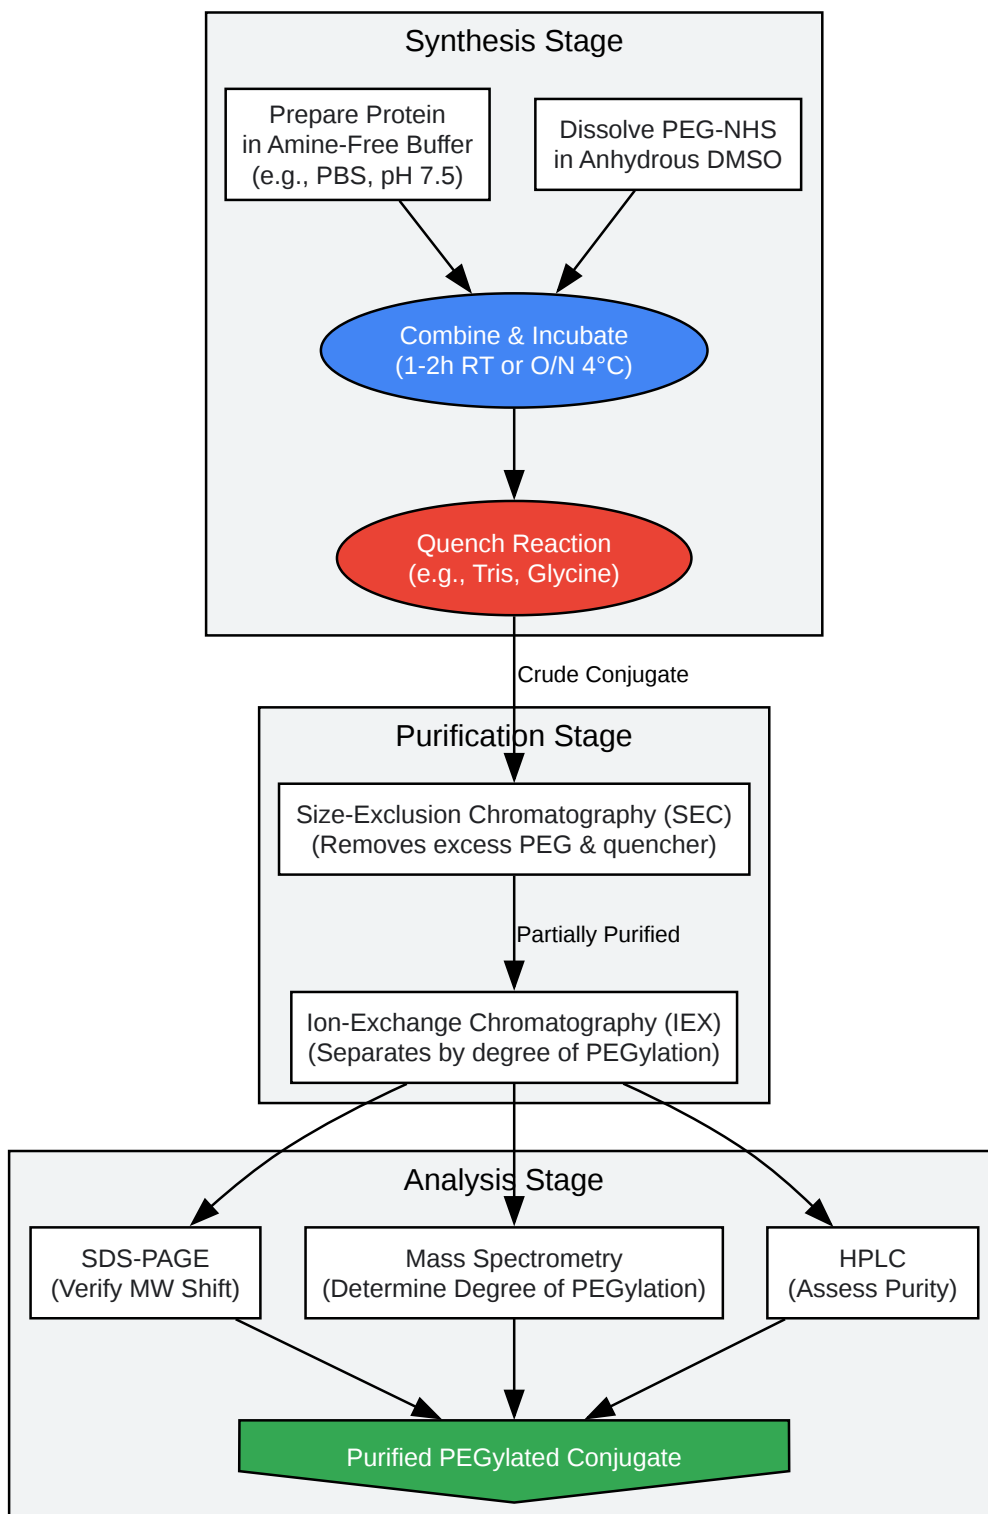 Synthesis Stage
Prepare Protein
in Amine-Free Buffer
(e.g., PBS, pH 7.5)
Dissolve PEG-NHS
in Anhydrous DMSO
Combine & Incubate
(1-2h RT or O/N 4°C)
Quench Reaction
(e.g., Tris, Glycine)
Crude Conjugate
Purification Stage
Size-Exclusion Chromatography (SEC)
(Removes excess PEG & quencher)
Partially Purified
Ion-Exchange Chromatography (IEX)
(Separates by degree of PEGylation)
Analysis Stage
SDS-PAGE
(Verify MW Shift)
Mass Spectrometry
(Determine Degree of PEGylation)
HPLC
(Assess Purity)
Purified PEGylated Conjugate